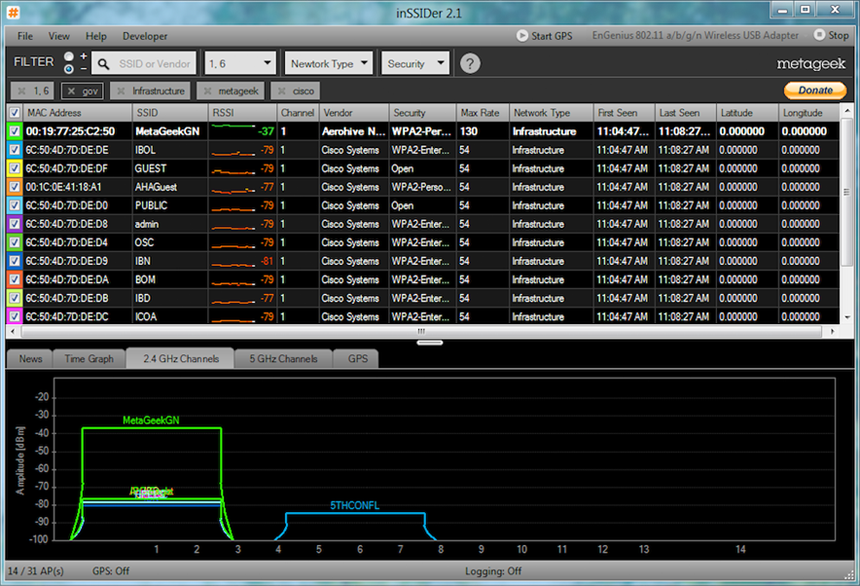 inSSIDer 2.1
File View Help Developer Start GPS EnGenius 802.11 a/b/g/n Wireless USB Adapter Stop
FILTER + − SSID or Vendor 1, 6 Newtork Type Security ? metageek
1, 6 gov Infrastructure metageek cisco Donate
MAC Address SSID RSSI Channel Vendor Security Max Rate Network Type First Seen Last Seen Latitude Longitude
00:19:77:25:C2:50 MetaGeekGN -37 1 Aerohive N... WPA2-Per... 130 Infrastructure 11:04:47... 11:08:27... 0.000000 0.000000
6C:50:4D:7D:DE:DE IBOL -79 1 Cisco Systems WPA2-Enter... 54 Infrastructure 11:04:47 AM 11:08:27 AM 0.000000 0.000000
6C:50:4D:7D:DE:DF GUEST -79 1 Cisco Systems Open 54 Infrastructure 11:04:47 AM 11:08:27 AM 0.000000 0.000000
00:1C:0E:41:18:A1 AHAGuest -77 1 Cisco Systems WPA2-Perso... 54 Infrastructure 11:04:47 AM 11:08:27 AM 0.000000 0.000000
6C:50:4D:7D:DE:D0 PUBLIC -79 1 Cisco Systems Open 54 Infrastructure 11:04:47 AM 11:08:27 AM 0.000000 0.000000
6C:50:4D:7D:DE:D8 admin -79 1 Cisco Systems WPA2-Enter... 54 Infrastructure 11:04:47 AM 11:08:27 AM 0.000000 0.000000
6C:50:4D:7D:DE:D4 OSC -79 1 Cisco Systems WPA2-Enter... 54 Infrastructure 11:04:47 AM 11:08:27 AM 0.000000 0.000000
6C:50:4D:7D:DE:D9 IBN -81 1 Cisco Systems WPA2-Enter... 54 Infrastructure 11:04:47 AM 11:08:27 AM 0.000000 0.000000
6C:50:4D:7D:DE:DA BOM -79 1 Cisco Systems WPA2-Enter... 54 Infrastructure 11:04:47 AM 11:08:27 AM 0.000000 0.000000
6C:50:4D:7D:DE:DB IBD -77 1 Cisco Systems WPA2-Enter... 54 Infrastructure 11:04:47 AM 11:08:27 AM 0.000000 0.000000
6C:50:4D:7D:DE:DC ICOA -79 1 Cisco Systems WPA2-Enter... 54 Infrastructure 11:04:47 AM 11:08:27 AM 0.000000 0.000000
News Time Graph 2.4 GHz Channels 5 GHz Channels GPS
Amplitude [dBm]
-20
-30
MetaGeekGN
-40
-50
-60
-70
-80
5THCONFL
-90
-100
1 2 3 4 5 6 7 8 9 10 11 12 13 14
14 / 31 AP(s) GPS: Off Logging: Off